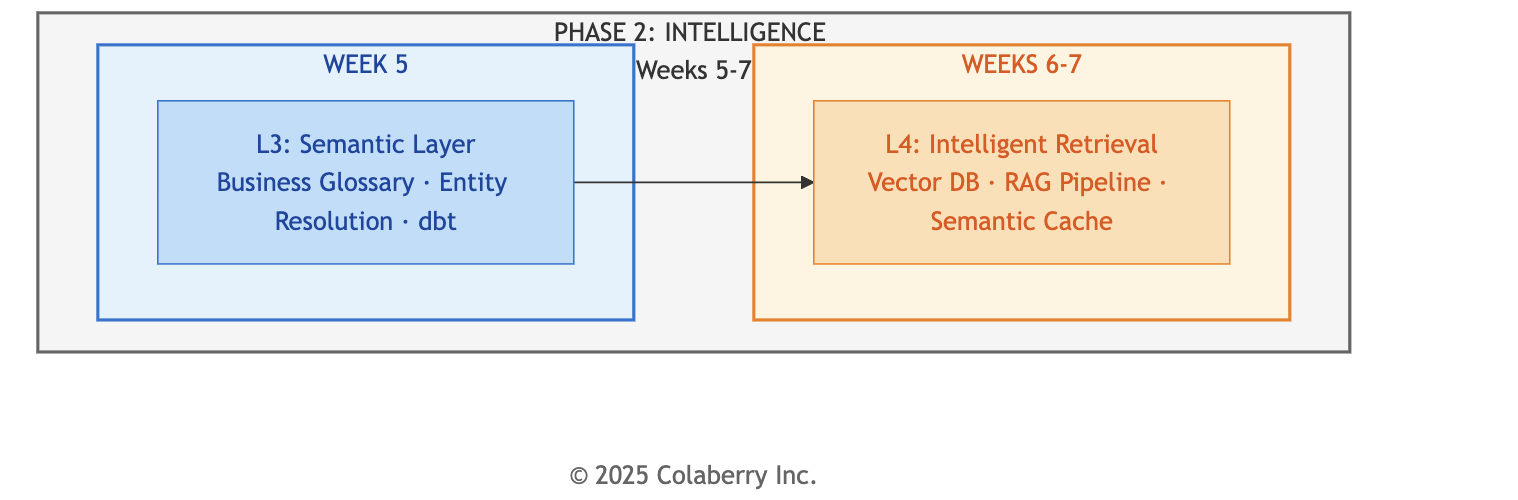 PHASE 2: INTELLIGENCE
Weeks 5-7
WEEK 5
L3: Semantic Layer
Business Glossary · Entity
Resolution · dbt
WEEKS 6-7
L4: Intelligent Retrieval
Vector DB · RAG Pipeline ·
Semantic Cache
© 2025 Colaberry Inc.